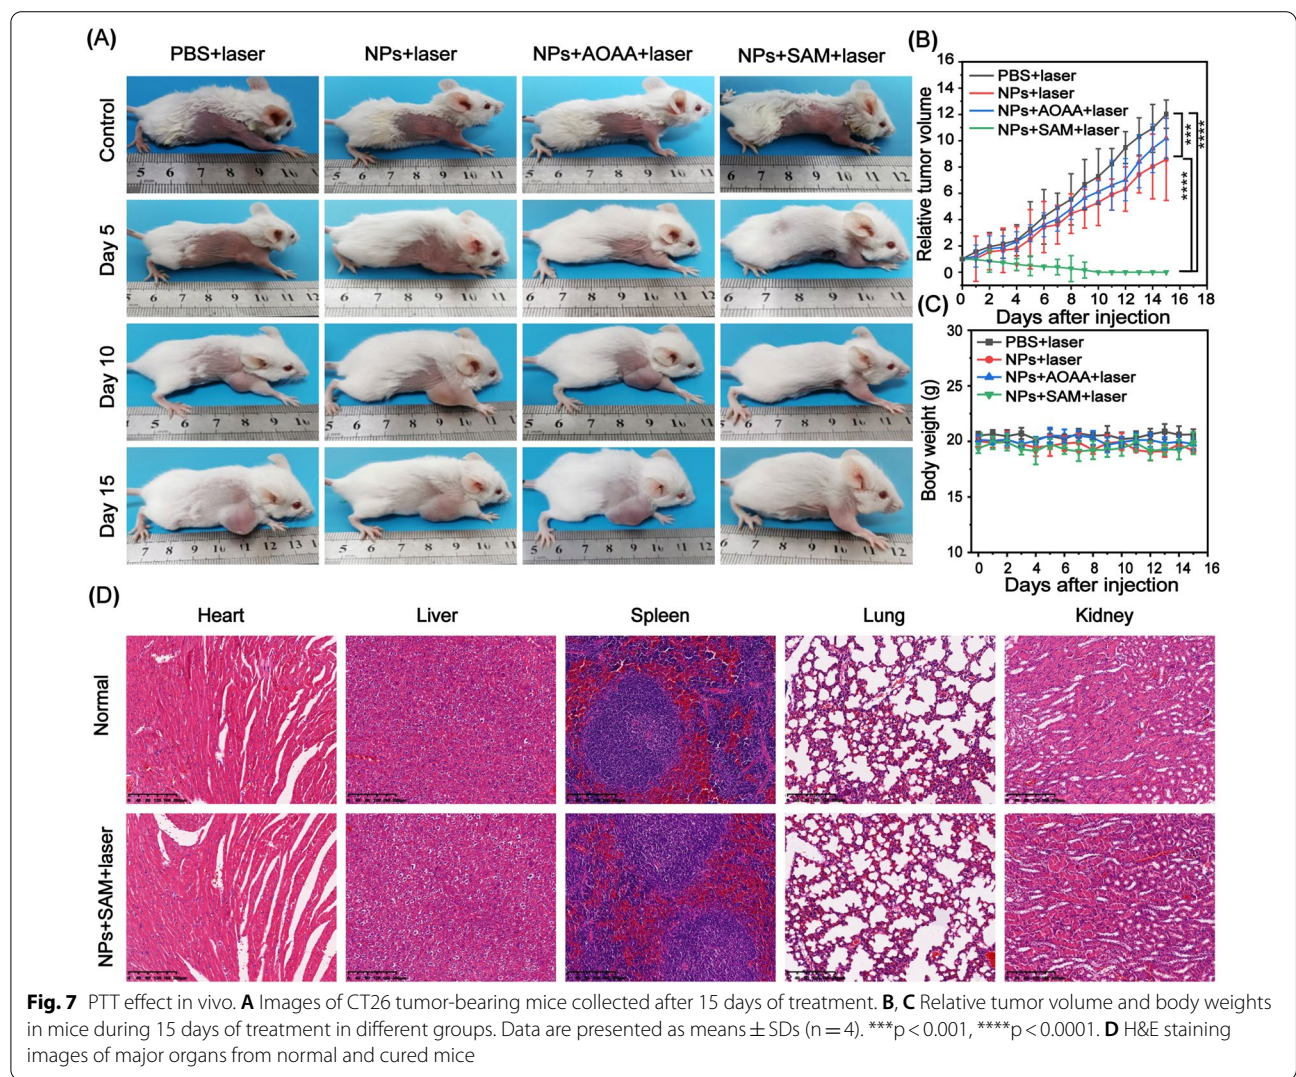 (A)
PBS+laser
NPs+laser
NPs+AOAA+laser
NPs+SAM+laser
Control
Day 5
Day 10
Day 15
(B)
Relative tumor volume
16
14
12
10
8
6
4
2
0
PBS+laser
NPs+laser
NPs+AOAA+laser
NPs+SAM+laser
***
****
****
0 2 4 6 8 10 12 14 16 18
Days after injection
(C)
Body weight (g)
30
25
20
15
10
PBS+laser
NPs+laser
NPs+AOAA+laser
NPs+SAM+laser
0 2 4 6 8 10 12 14 16
Days after injection
(D)
Heart
Liver
Spleen
Lung
Kidney
Normal
NPs+SAM+laser
Fig. 7 PTT effect in vivo. A Images of CT26 tumor-bearing mice collected after 15 days of treatment. B, C Relative tumor volume and body weights
in mice during 15 days of treatment in different groups. Data are presented as means ± SDs (n = 4). ***p < 0.001, ****p < 0.0001. D H&E staining
images of major organs from normal and cured mice